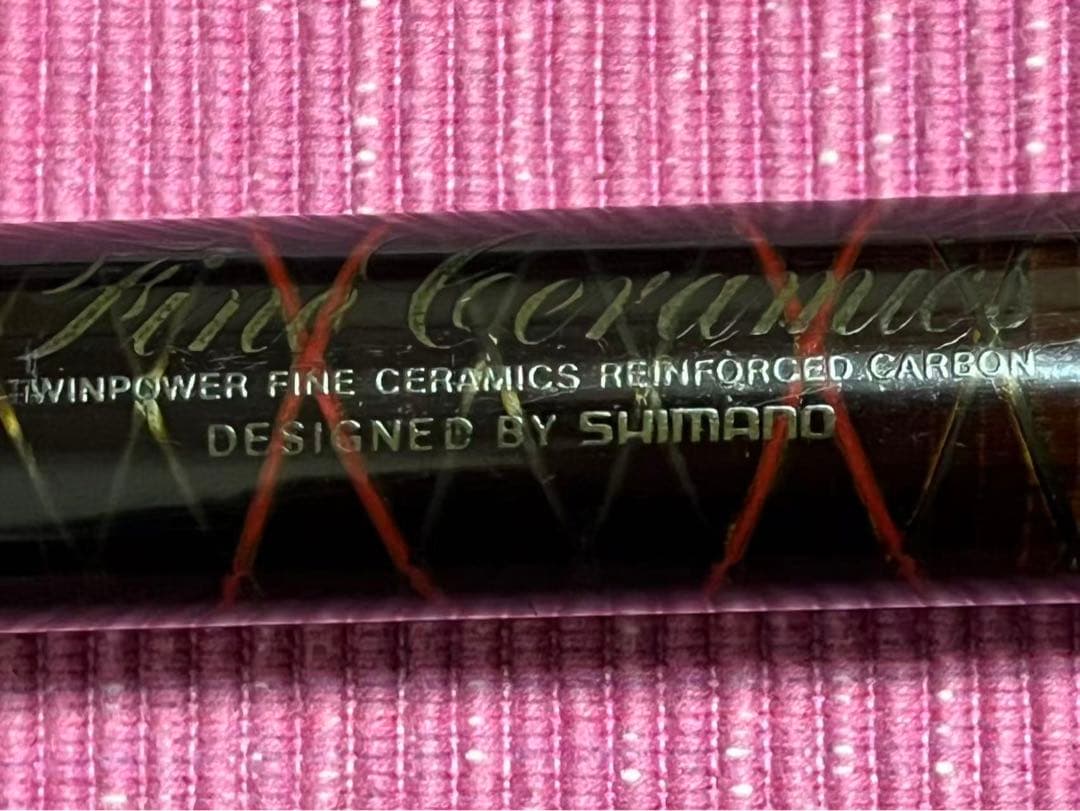 Fine Ceramics
TWINPOWER FINE CERAMICS REINFORCED CARBON
DESIGNED BY SHIMANO